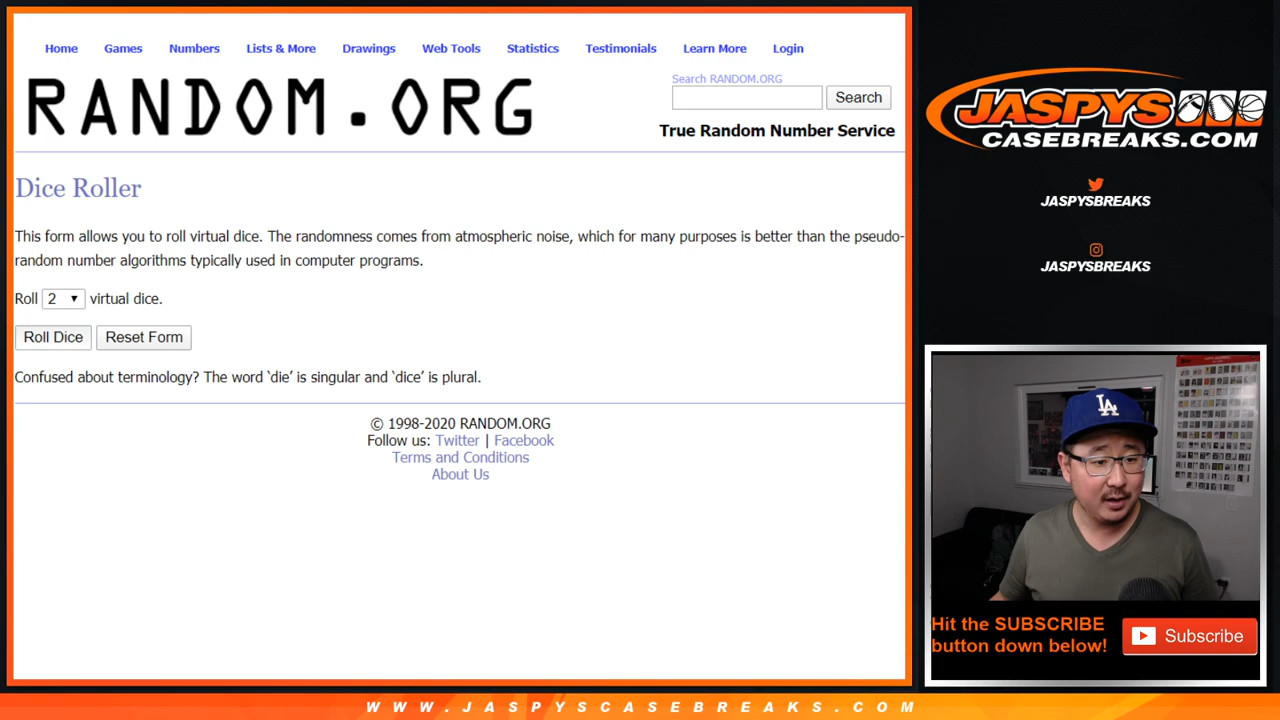 Home Games Numbers Lists & More Drawings Web Tools Statistics Testimonials Learn More Login
RANDOM.ORG
Search RANDOM.ORG
Search
True Random Number Service
Dice Roller
This form allows you to roll virtual dice. The randomness comes from atmospheric noise, which for many purposes is better than the pseudo-
random number algorithms typically used in computer programs.
Roll 2 virtual dice.
Roll Dice Reset Form
Confused about terminology? The word ‘die’ is singular and ‘dice’ is plural.
© 1998-2020 RANDOM.ORG
Follow us: Twitter | Facebook
Terms and Conditions
About Us
JASPYS
CASEBREAKS.COM
JASPYSBREAKS
JASPYSBREAKS
LA
Hit the SUBSCRIBE
button down below!
Subscribe
WWW.JASPYSCASEBREAKS.COM